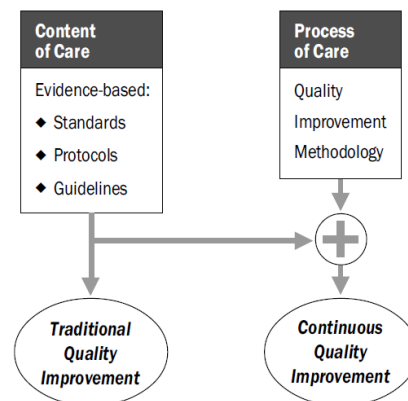 Content
of Care
Evidence-based:
◆ Standards
◆ Protocols
◆ Guidelines
Process
of Care
Quality
Improvement
Methodology
+
Traditional
Quality
Improvement
Continuous
Quality
Improvement